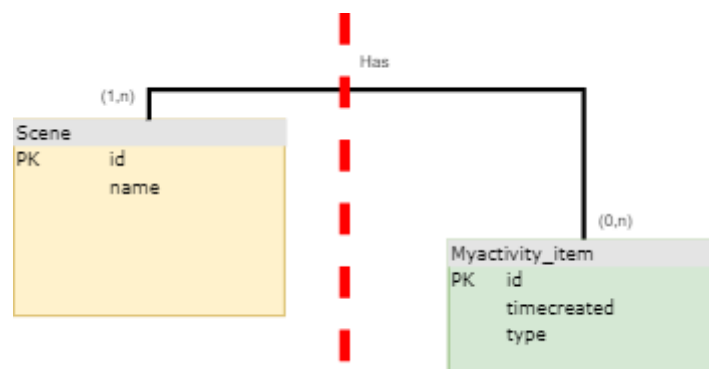 Has
(1,n)
Scene
PK id
name
(0,n)
Myactivity_item
PK id
timecreated
type